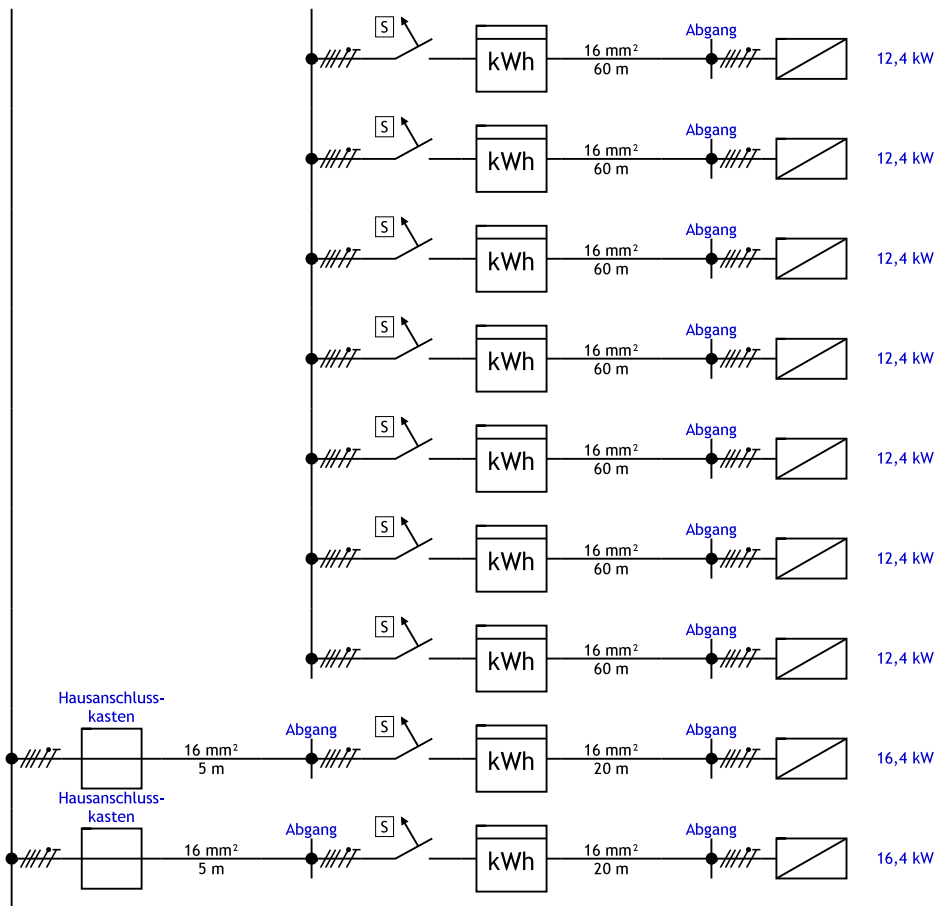 S
Abgang
kWh
16 mm²
60 m
12,4 kW
S
Abgang
kWh
16 mm²
60 m
12,4 kW
S
Abgang
kWh
16 mm²
60 m
12,4 kW
S
Abgang
kWh
16 mm²
60 m
12,4 kW
S
Abgang
kWh
16 mm²
60 m
12,4 kW
S
Abgang
kWh
16 mm²
60 m
12,4 kW
S
Abgang
kWh
16 mm²
60 m
12,4 kW
Hausanschluss-
kasten
16 mm²
5 m
Abgang
S
kWh
16 mm²
20 m
Abgang
16,4 kW
Hausanschluss-
kasten
16 mm²
5 m
Abgang
S
kWh
16 mm²
20 m
Abgang
16,4 kW